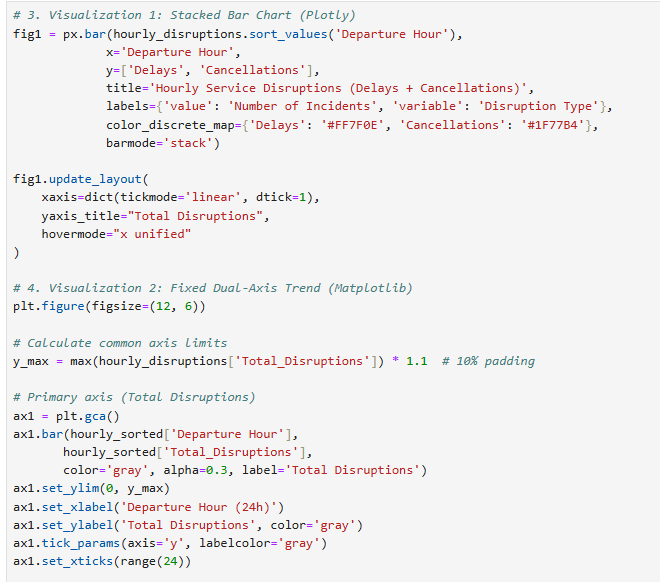 # 3. Visualization 1: Stacked Bar Chart (Plotly)
fig1 = px.bar(hourly_disruptions.sort_values('Departure Hour'),
x='Departure Hour',
y=['Delays', 'Cancellations'],
title='Hourly Service Disruptions (Delays + Cancellations)',
labels={'value': 'Number of Incidents', 'variable': 'Disruption Type'},
color_discrete_map={'Delays': '#FF7F0E', 'Cancellations': '#1F77B4'},
barmode='stack')
fig1.update_layout(
xaxis=dict(tickmode='linear', dtick=1),
yaxis_title="Total Disruptions",
hovermode="x unified"
)
# 4. Visualization 2: Fixed Dual-Axis Trend (Matplotlib)
plt.figure(figsize=(12, 6))
# Calculate common axis limits
y_max = max(hourly_disruptions['Total_Disruptions']) * 1.1  # 10% padding
# Primary axis (Total Disruptions)
ax1 = plt.gca()
ax1.bar(hourly_sorted['Departure Hour'],
hourly_sorted['Total_Disruptions'],
color='gray', alpha=0.3, label='Total Disruptions')
ax1.set_ylim(0, y_max)
ax1.set_xlabel('Departure Hour (24h)')
ax1.set_ylabel('Total Disruptions', color='gray')
ax1.tick_params(axis='y', labelcolor='gray')
ax1.set_xticks(range(24))